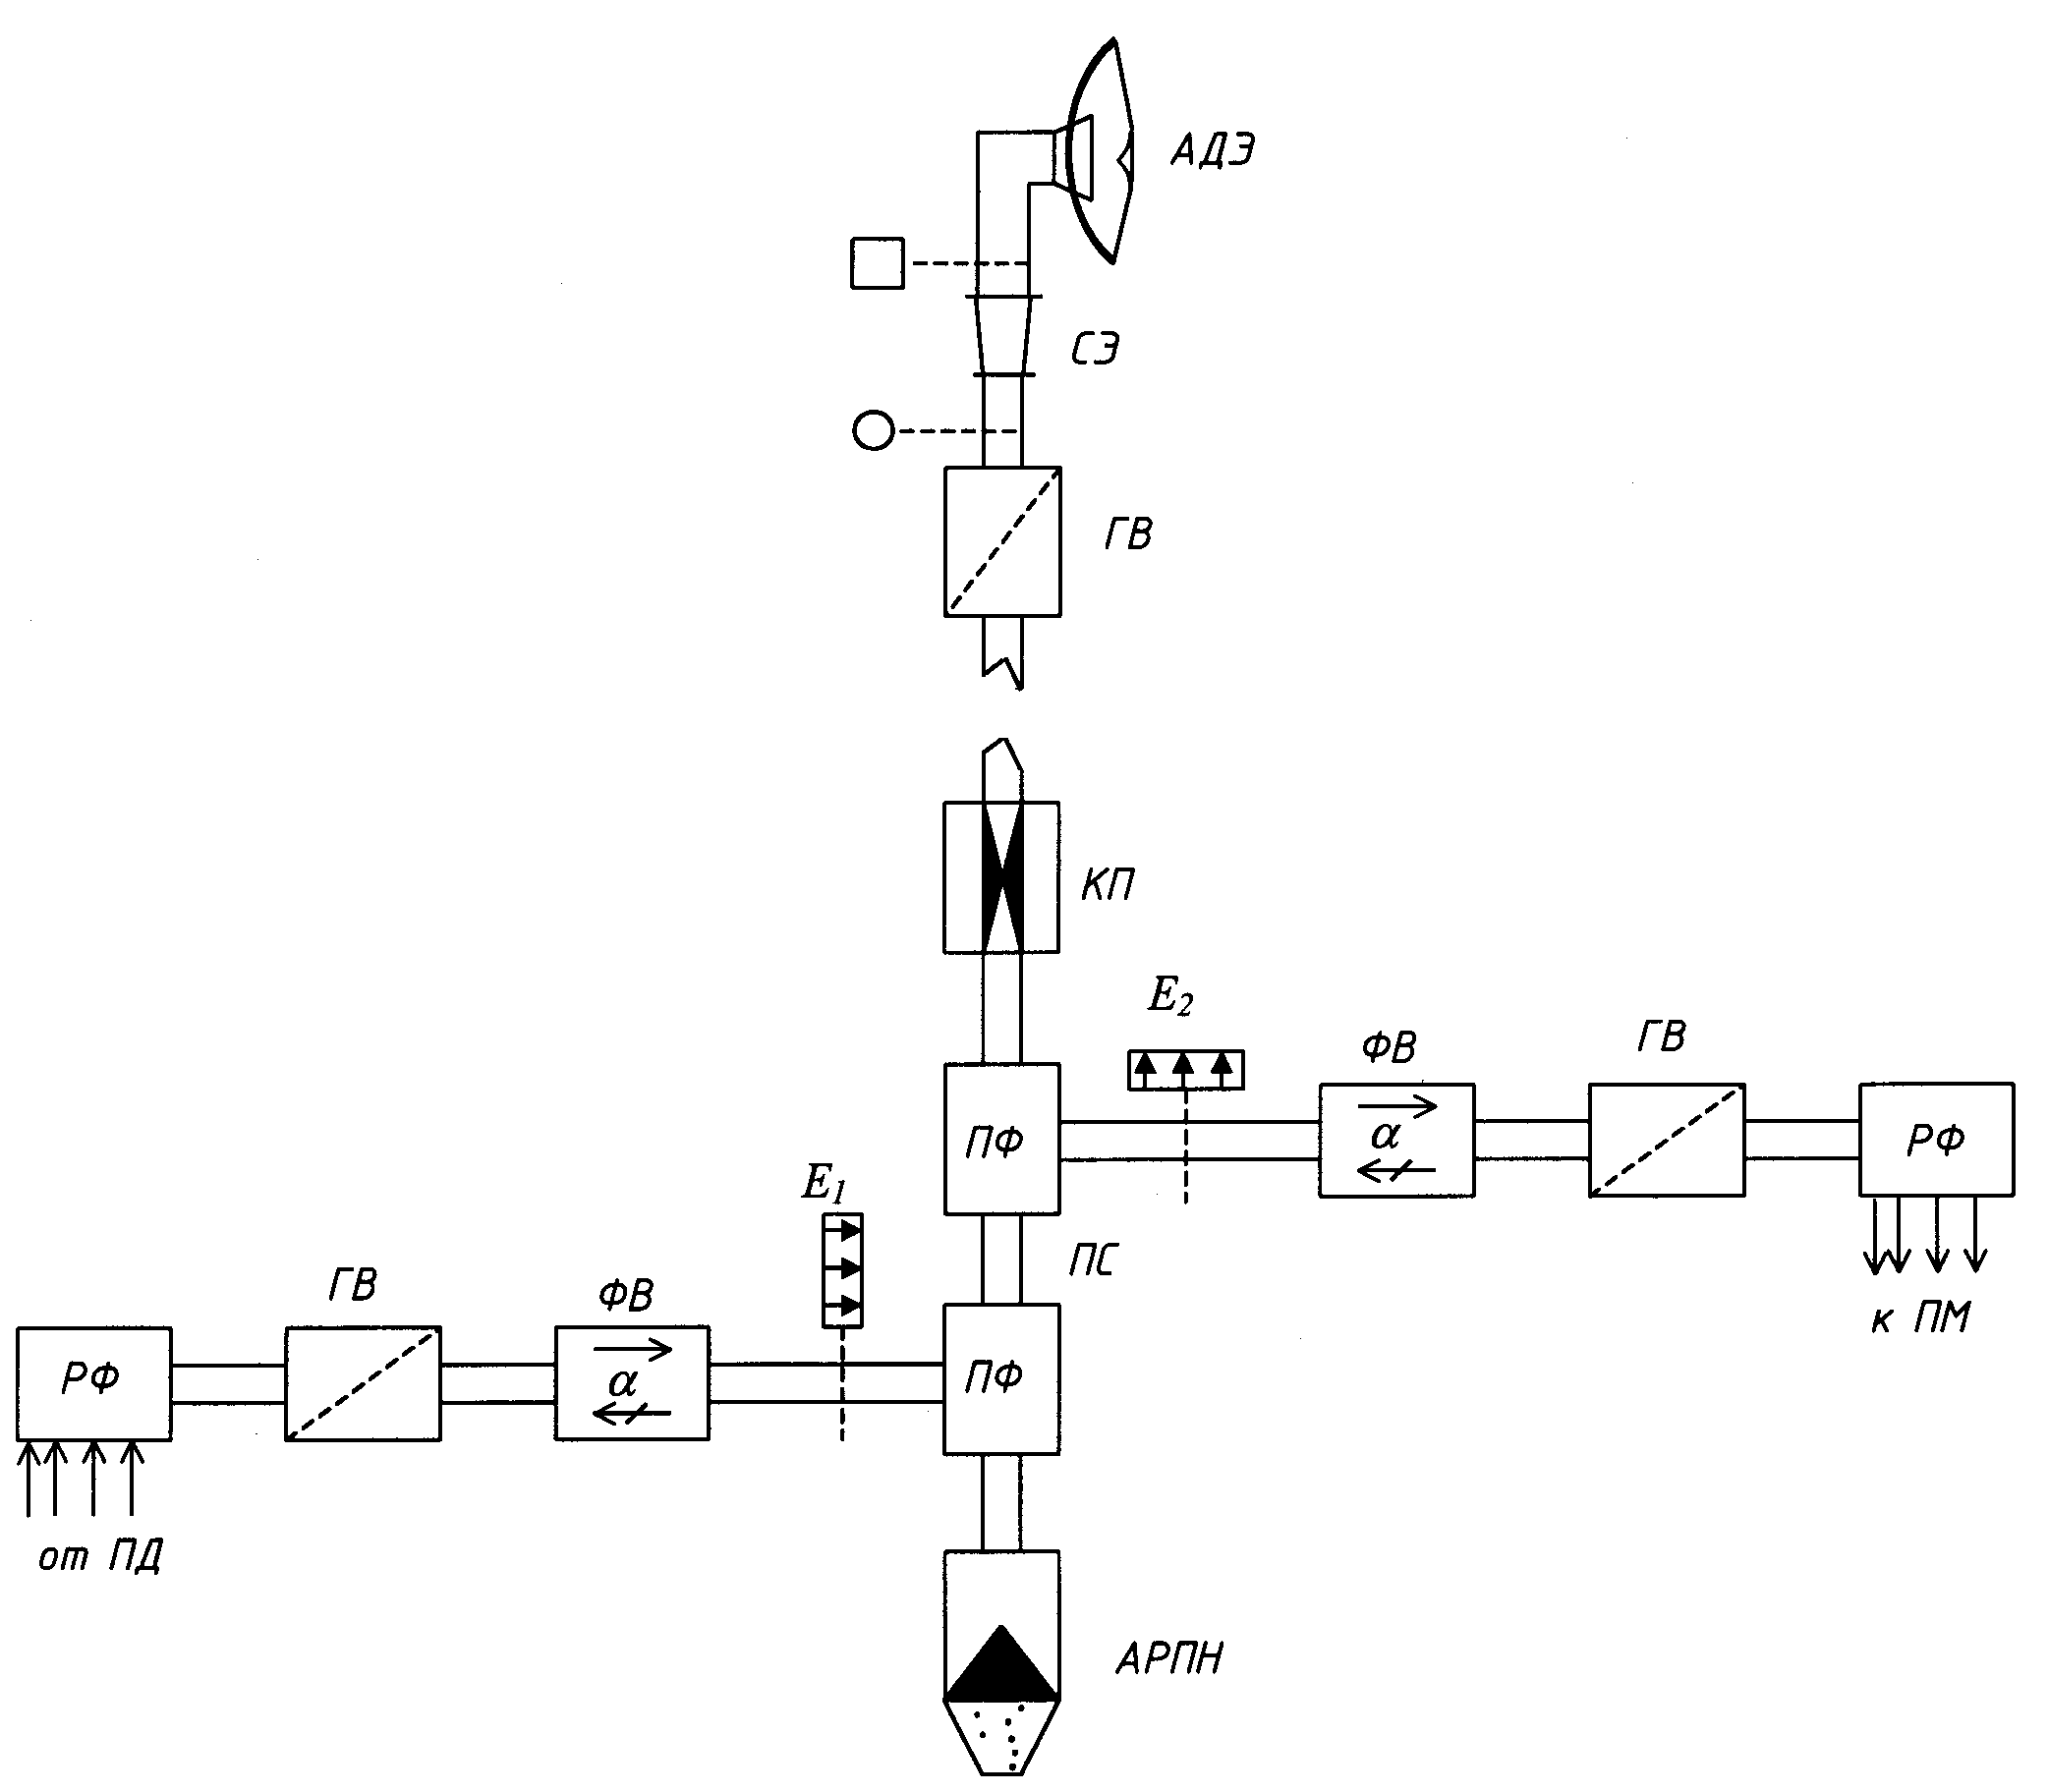 АДЭ
СЭ
ГВ
КП
E₂
ФВ
ГВ
ПФ
α
РФ
E₁
ПС
к ПМ
ГВ
ФВ
РФ
α
ПФ
от ПД
АРПН